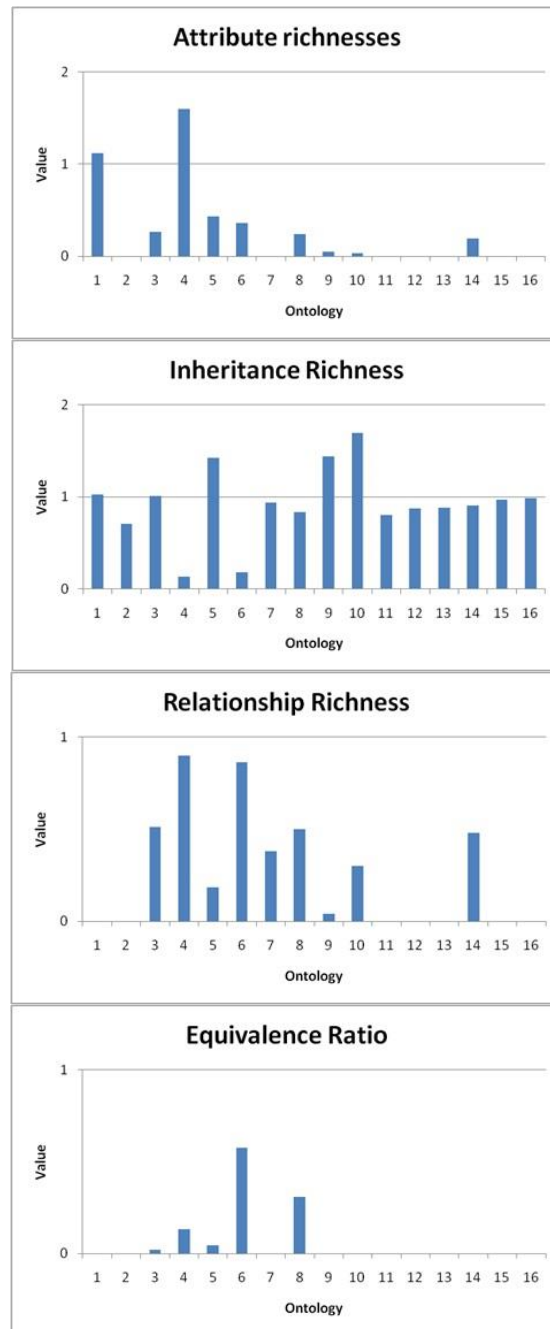 Attribute richnesses
2
1
0
Value
1 2 3 4 5 6 7 8 9 10 11 12 13 14 15 16
Ontology
Inheritance Richness
2
1
0
Value
1 2 3 4 5 6 7 8 9 10 11 12 13 14 15 16
Ontology
Relationship Richness
1
0
Value
1 2 3 4 5 6 7 8 9 10 11 12 13 14 15 16
Ontology
Equivalence Ratio
1
0
Value
1 2 3 4 5 6 7 8 9 10 11 12 13 14 15 16
Ontology